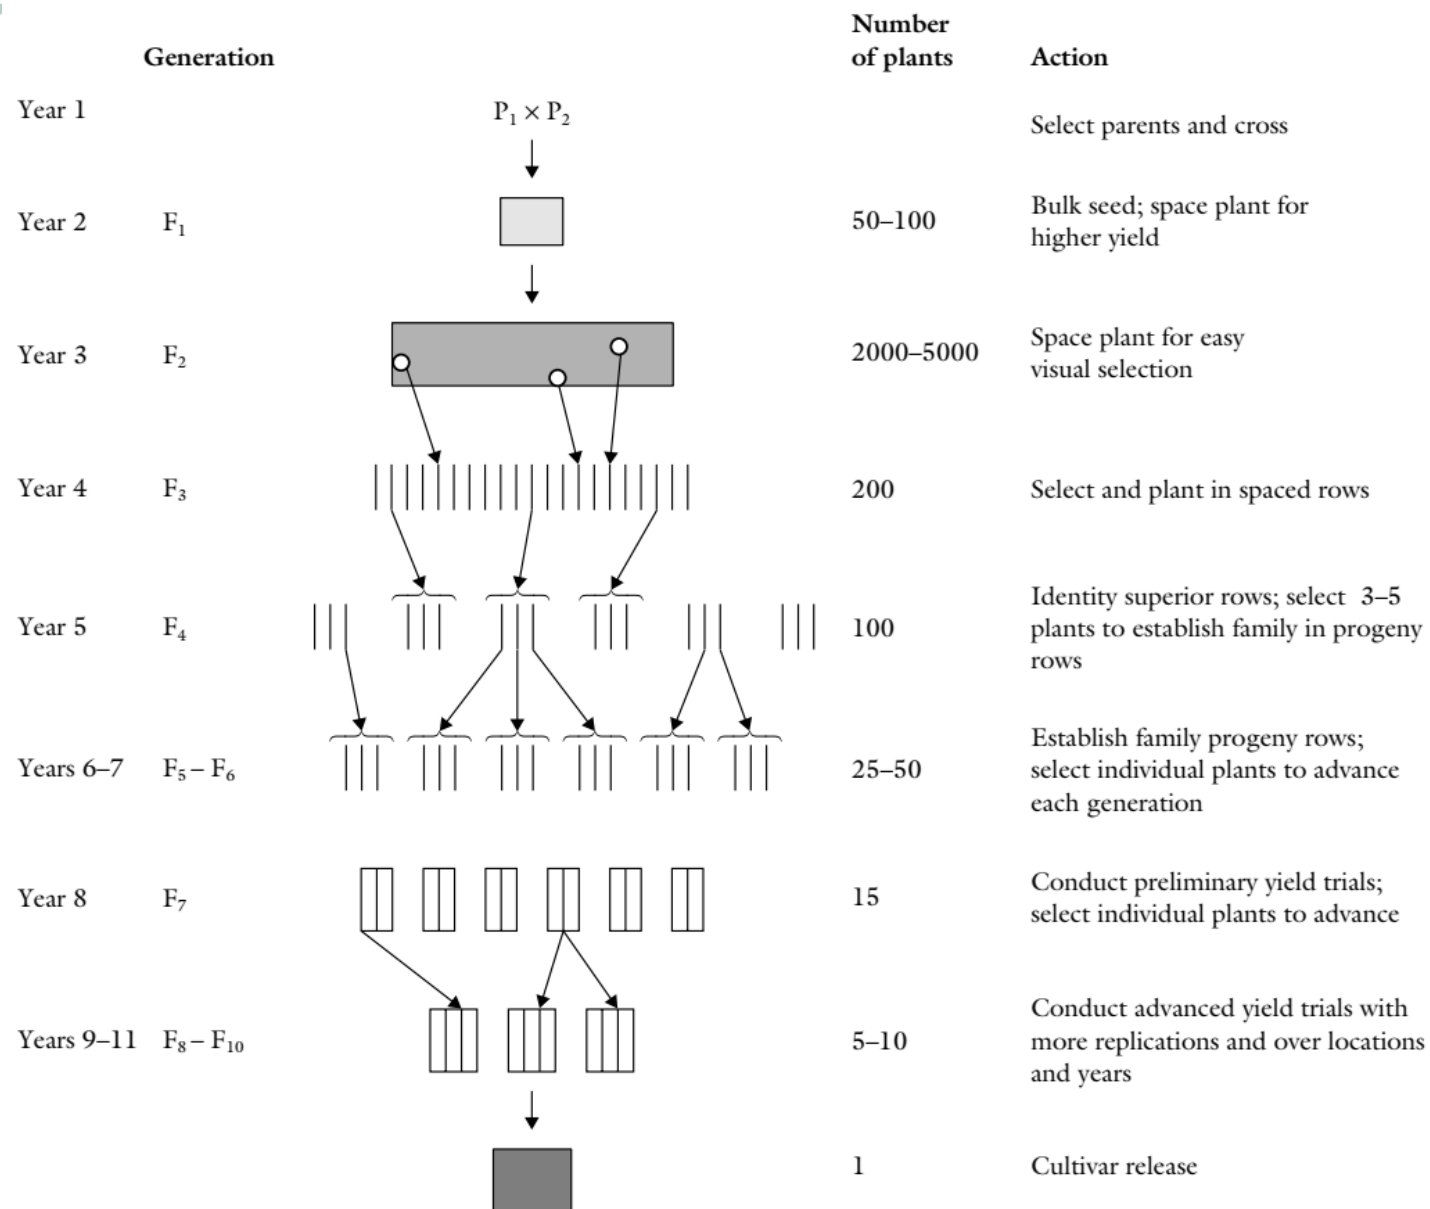 Number
Generation of plants Action
Year 1 P₁ × P₂ Select parents and cross
Year 2 F₁ 50–100 Bulk seed; space plant for
higher yield
Year 3 F₂ 2000–5000 Space plant for easy
visual selection
Year 4 F₃ 200 Select and plant in spaced rows
Year 5 F₄ 100 Identity superior rows; select 3–5
plants to establish family in progeny
rows
Years 6–7 F₅ – F₆ 25–50 Establish family progeny rows;
select individual plants to advance
each generation
Year 8 F₇ 15 Conduct preliminary yield trials;
select individual plants to advance
Years 9–11 F₈ – F₁₀ 5–10 Conduct advanced yield trials with
more replications and over locations
and years
1 Cultivar release